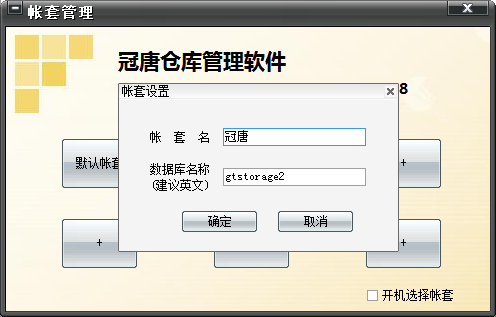 帐套管理
冠唐仓库管理软件
8
帐套设置
帐 套 名
冠唐
数据库名称
(建议英文)
gtstorage2
确定
取消
默认帐套
+
+
+
开机选择帐套